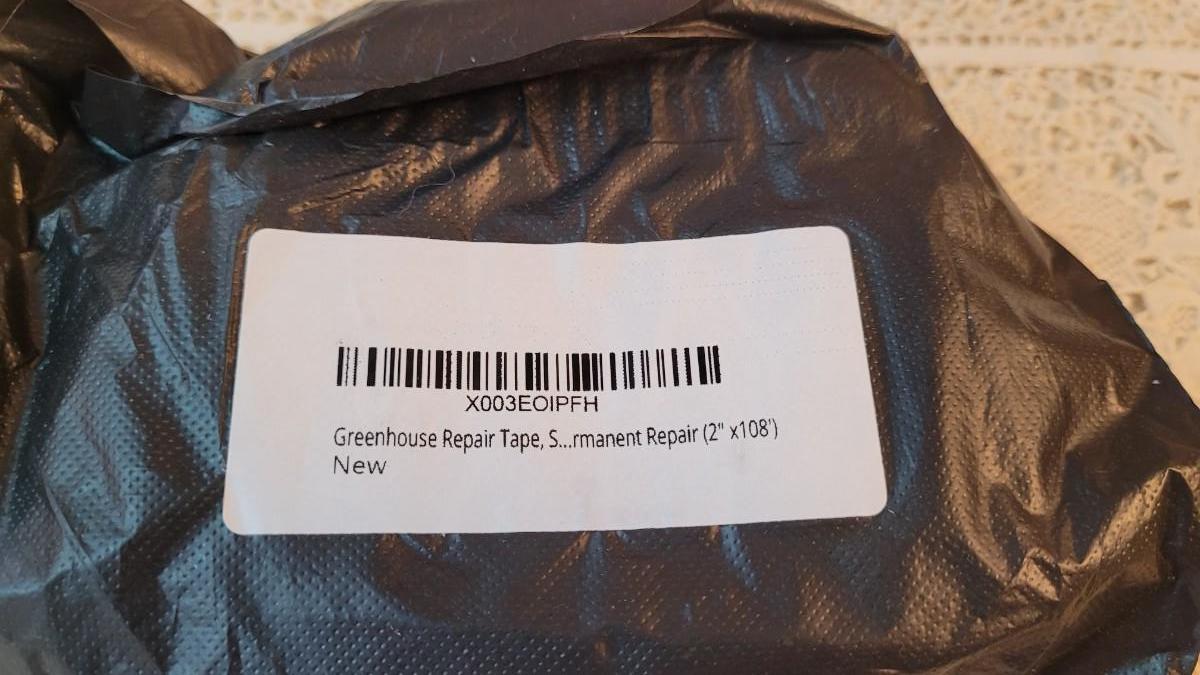 X003EOIPFH
Greenhouse Repair Tape, S...rmanent Repair (2" x108')
New